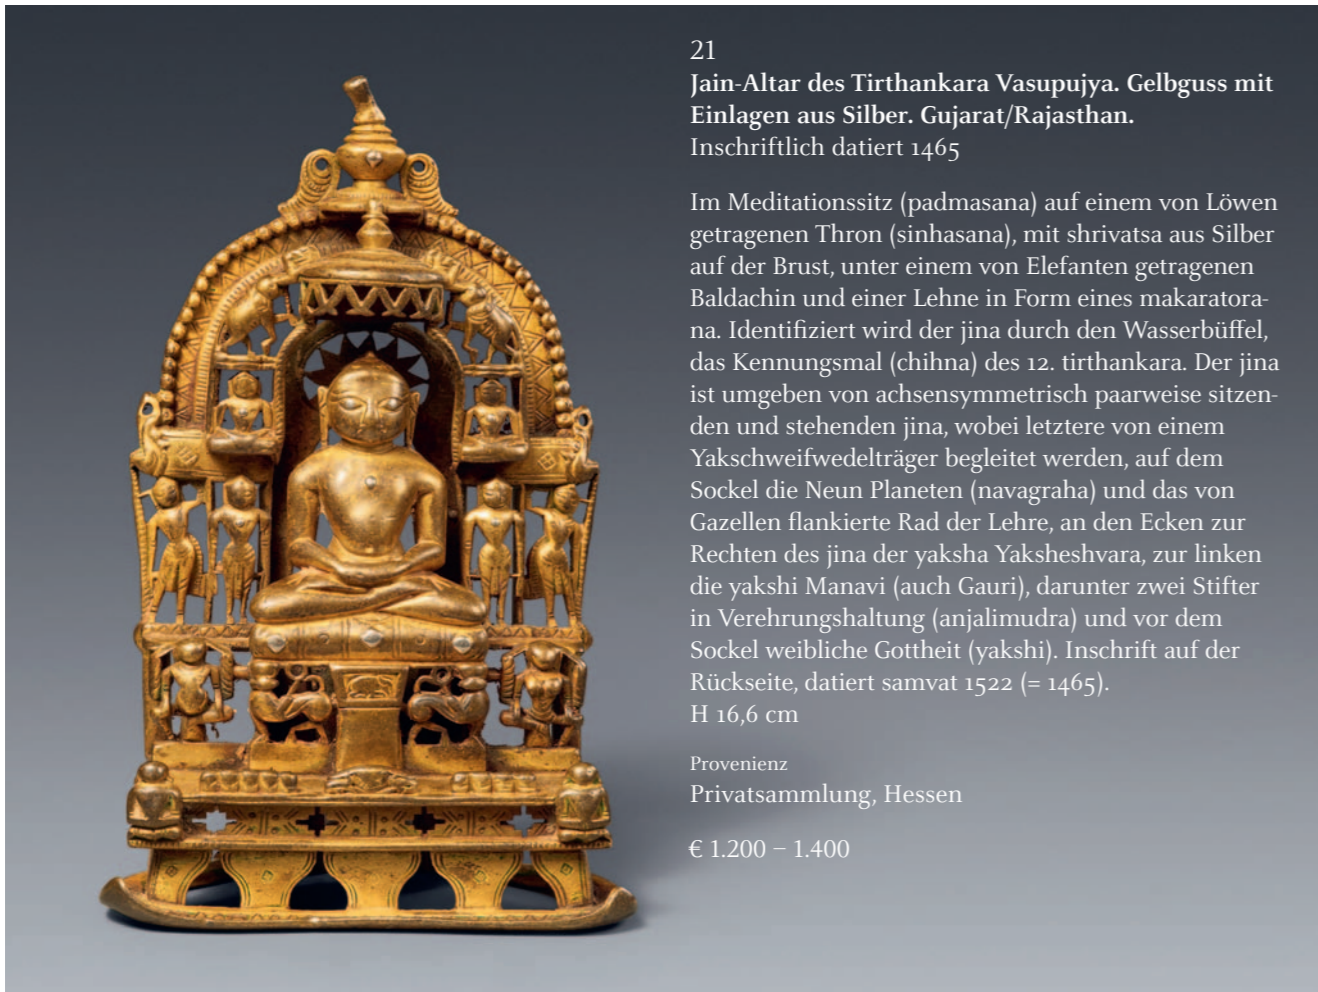 21
Jain-Altar des Tirthankara Vasupujya. Gelbguss mit
Einlagen aus Silber. Gujarat/Rajasthan.
Inschriftlich datiert 1465
Im Meditationssitz (padmasana) auf einem von Löwen
getragenen Thron (sinhasana), mit shrivatsa aus Silber
auf der Brust, unter einem von Elefanten getragenen
Baldachin und einer Lehne in Form eines makaratora-
na. Identifiziert wird der jina durch den Wasserbüffel,
das Kennungsmal (chihna) des 12. tirthankara. Der jina
ist umgeben von achsensymmetrisch paarweise sitzen-
den und stehenden jina, wobei letztere von einem
Yakschweifwedelträger begleitet werden, auf dem
Sockel die Neun Planeten (navagraha) und das von
Gazellen flankierte Rad der Lehre, an den Ecken zur
Rechten des jina der yaksha Yaksheshvara, zur linken
die yakshi Manavi (auch Gauri), darunter zwei Stifter
in Verehrungshaltung (anjalimudra) und vor dem
Sockel weibliche Gottheit (yakshi). Inschrift auf der
Rückseite, datiert samvat 1522 (= 1465).
H 16,6 cm
Provenienz
Privatsammlung, Hessen
€ 1.200 – 1.400